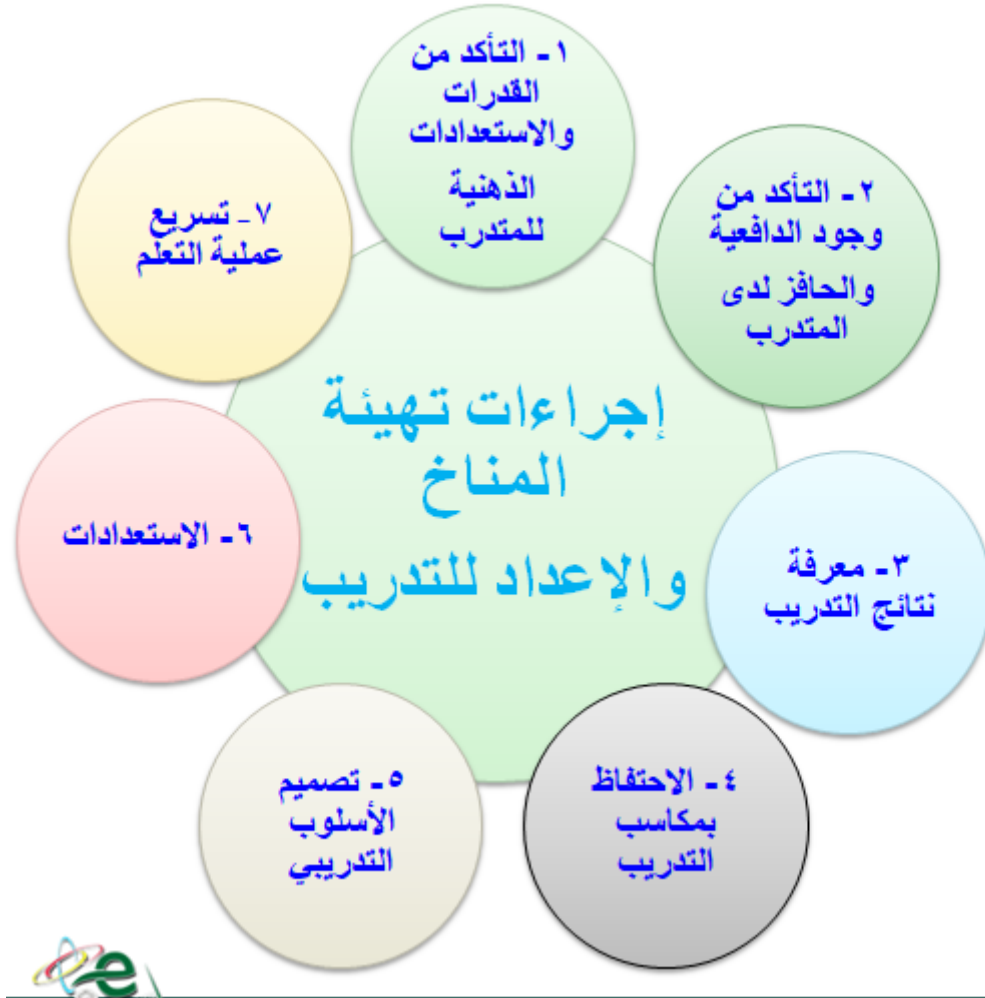 ١- التأكد من
القدرات
والاستعدادات
الذهنية
للمتدرب
٢- التأكد من
وجود الدافعية
والحافز لدى
المتدرب
٣- معرفة
نتائج التدريب
٤- الاحتفاظ
بمكاسب
التدريب
٥- تصميم
الأسلوب
التدريبي
٦- الاستعدادات
٧- تسريع
عملية التعلم
إجراءات تهيئة
المناخ
والإعداد للتدريب
e